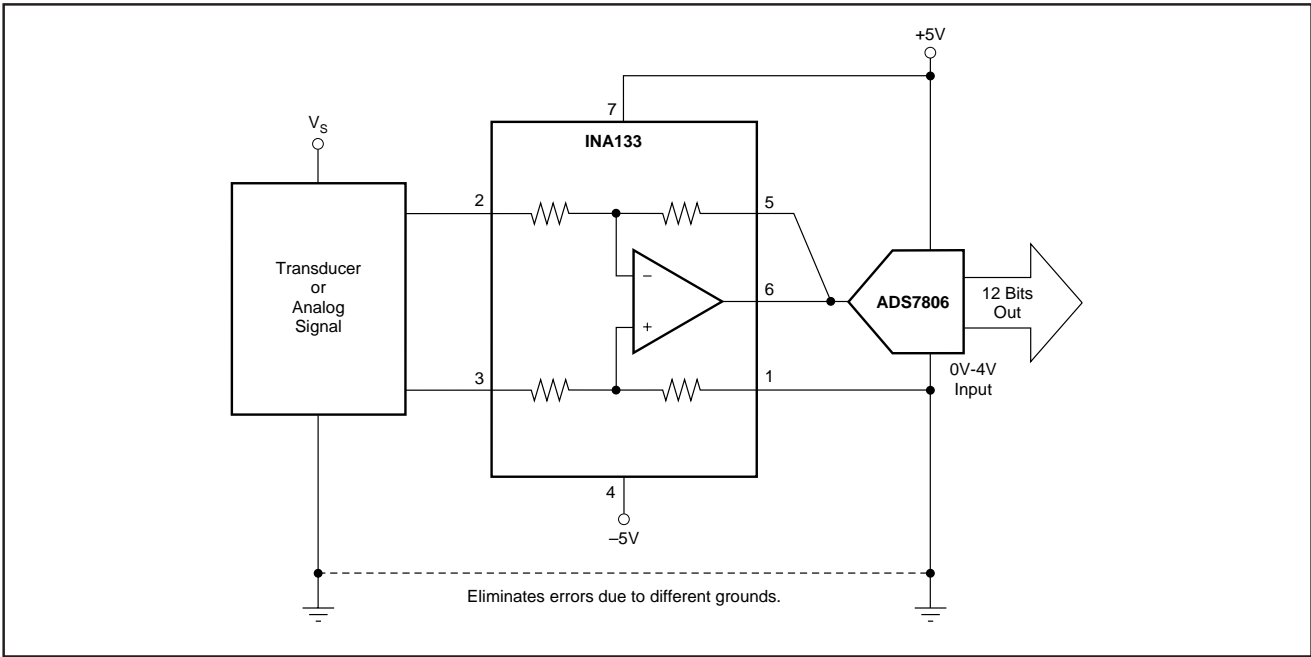 +5V
7
V_S
INA133
2
5
Transducer
or
Analog
Signal
−
6
ADS7806
12 Bits
Out
+
3
1
0V-4V
Input
4
–5V
Eliminates errors due to different grounds.